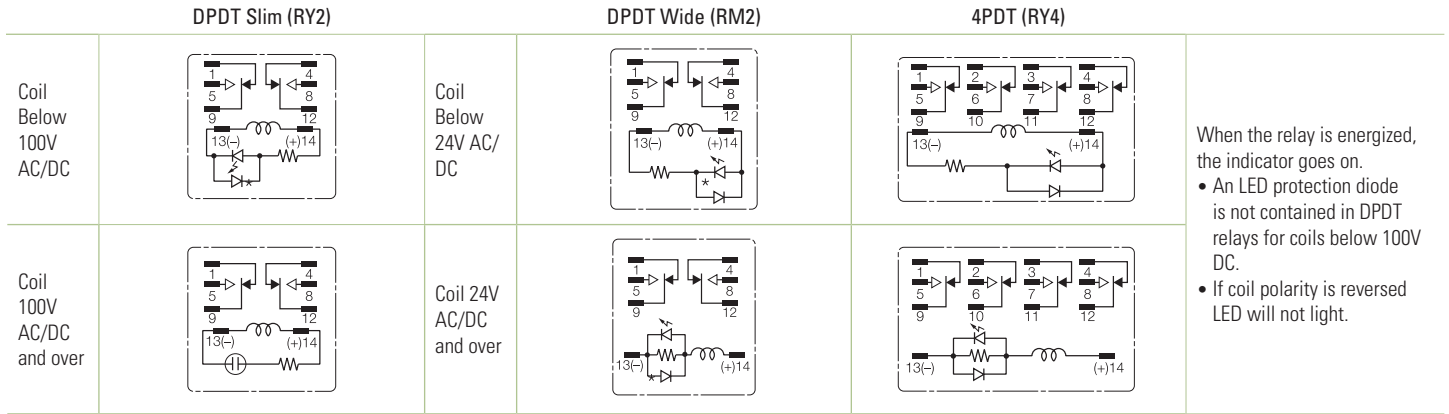 DPDT Slim (RY2)
DPDT Wide (RM2)
4PDT (RY4)
Coil
Below
100V
AC/DC
1 4
5 8
9 12
13(–) (+)14
*
Coil
Below
24V AC/
DC
1 4
5 8
9 12
13(–) (+)14
*
1 2 3 4
5 6 7 8
9 10 11 12
13(–) (+)14
When the relay is energized,
the indicator goes on.
• An LED protection diode
is not contained in DPDT
relays for coils below 100V
DC.
• If coil polarity is reversed
LED will not light.
Coil
100V
AC/DC
and over
1 4
5 8
9 12
13(–) (+)14
Coil 24V
AC/DC
and over
1 4
5 8
9 12
13(–) (+)14
*
1 2 3 4
5 6 7 8
9 10 11 12
13(–) (+)14